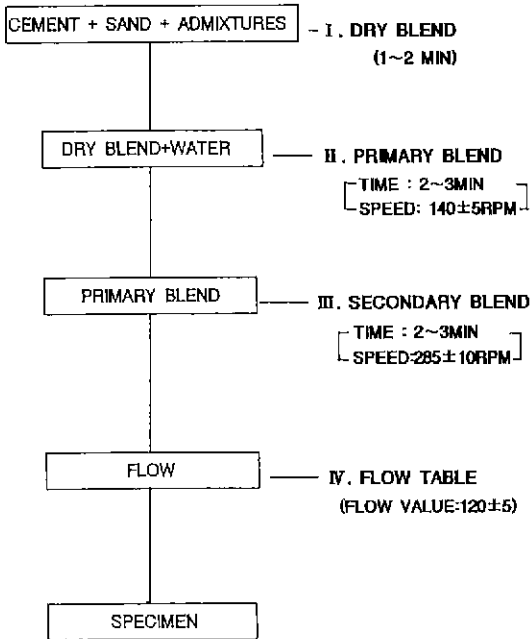 CEMENT + SAND + ADMIXTURES
- I. DRY BLEND
(1~2 MIN)
DRY BLEND+WATER
II. PRIMARY BLEND
TIME : 2~3MIN
SPEED: 140±5RPM
PRIMARY BLEND
III. SECONDARY BLEND
TIME : 2~3MIN
SPEED:285±10RPM
FLOW
IV. FLOW TABLE
(FLOW VALUE:120±5)
SPECIMEN